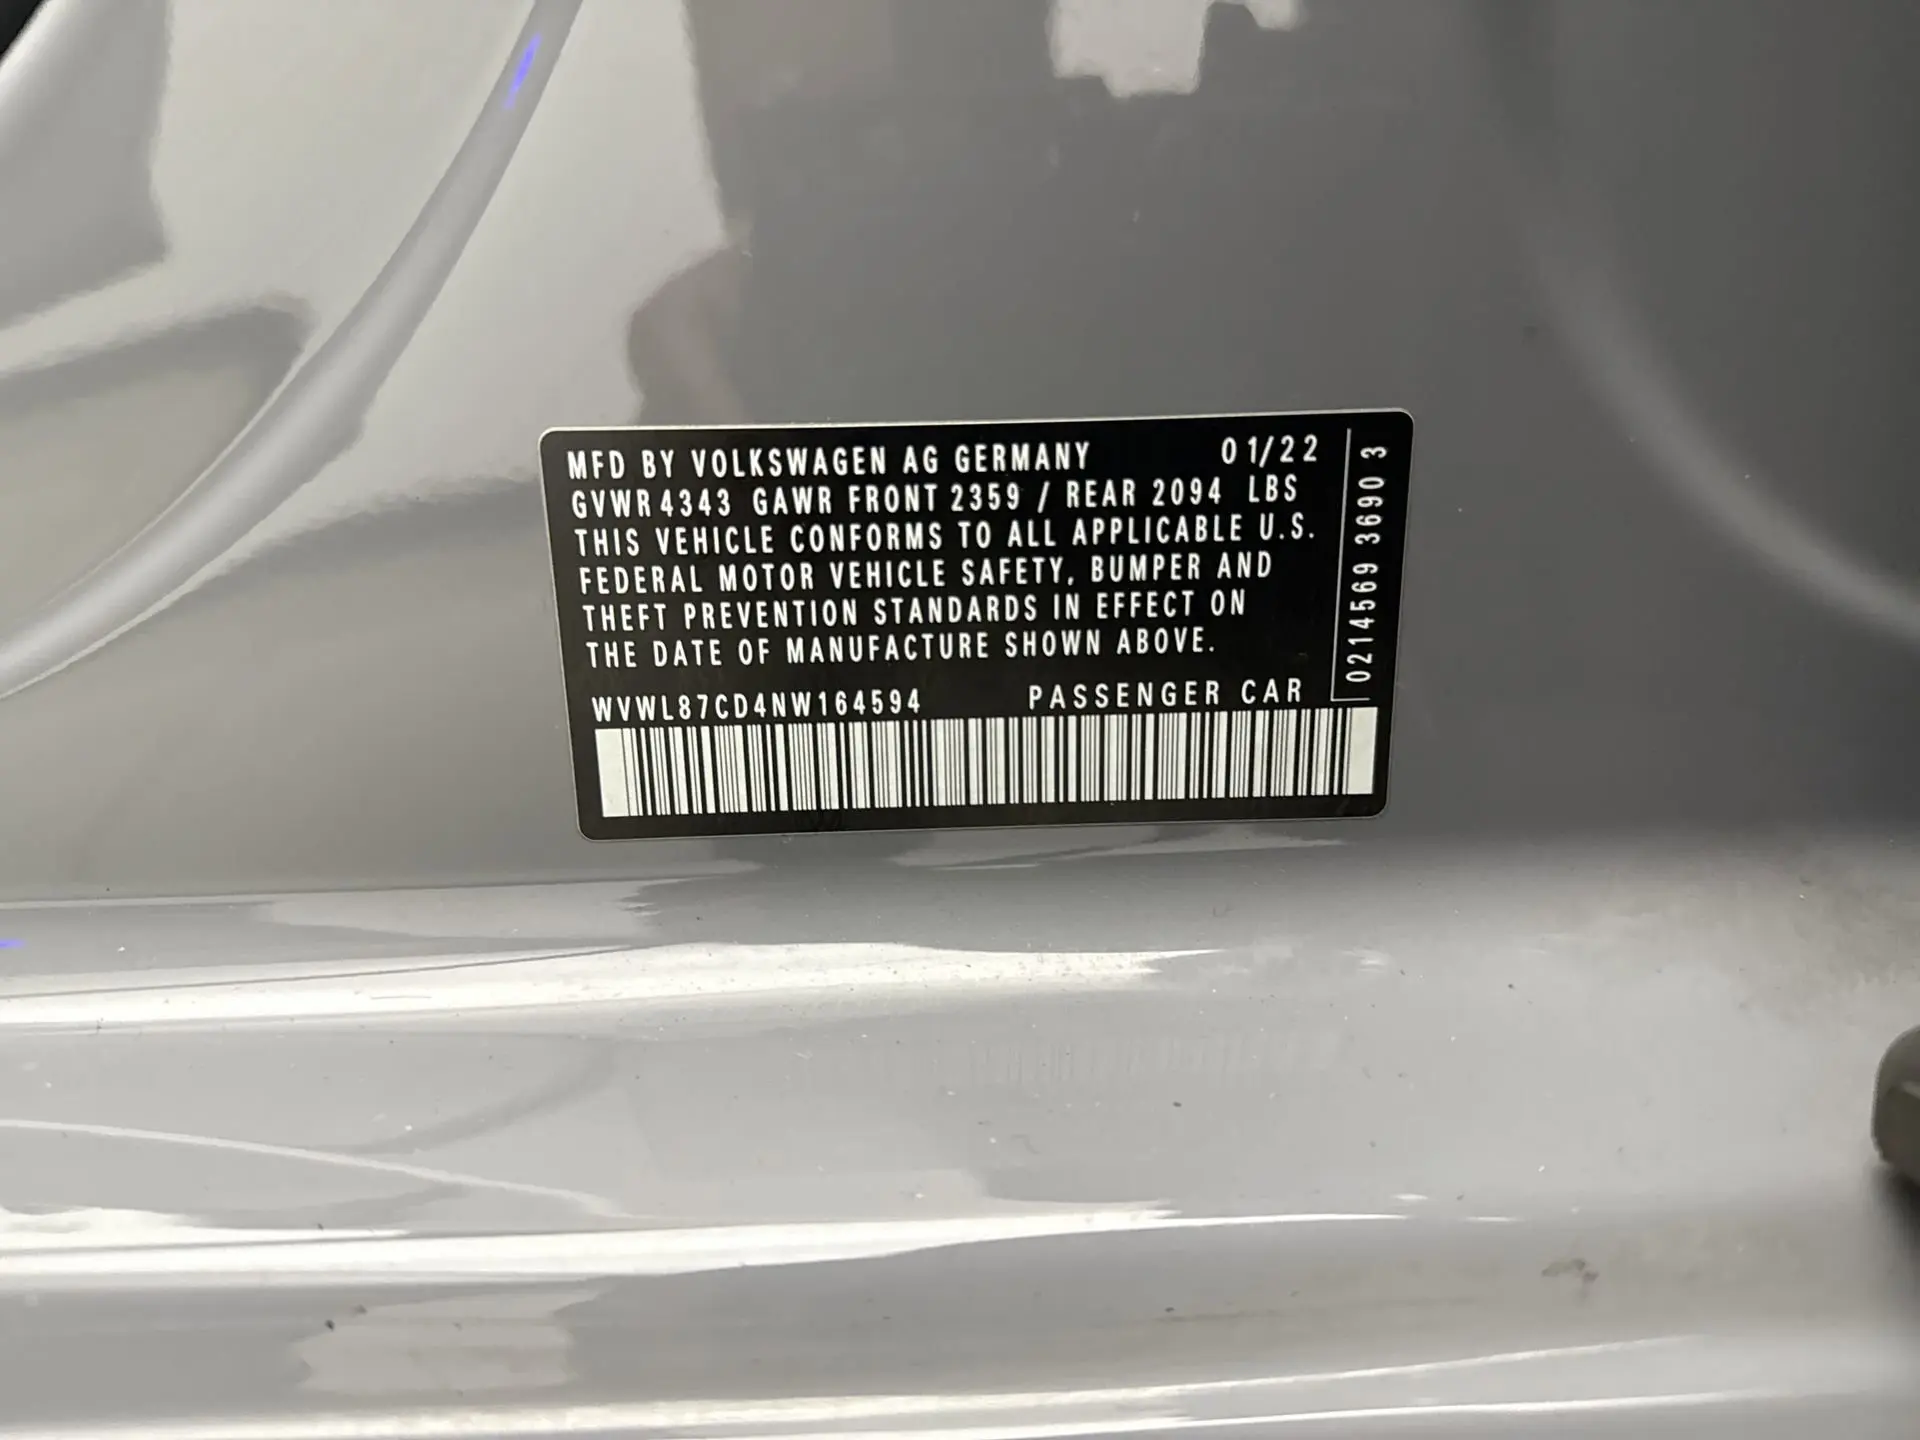 MFD BY VOLKSWAGEN AG GERMANY 01/22
GVWR 4343 GAWR FRONT 2359 / REAR 2094 LBS
THIS VEHICLE CONFORMS TO ALL APPLICABLE U.S.
FEDERAL MOTOR VEHICLE SAFETY, BUMPER AND
THEFT PREVENTION STANDARDS IN EFFECT ON
THE DATE OF MANUFACTURE SHOWN ABOVE.
WVWL87CD4NW164594 PASSENGER CAR
0214569 3690 3